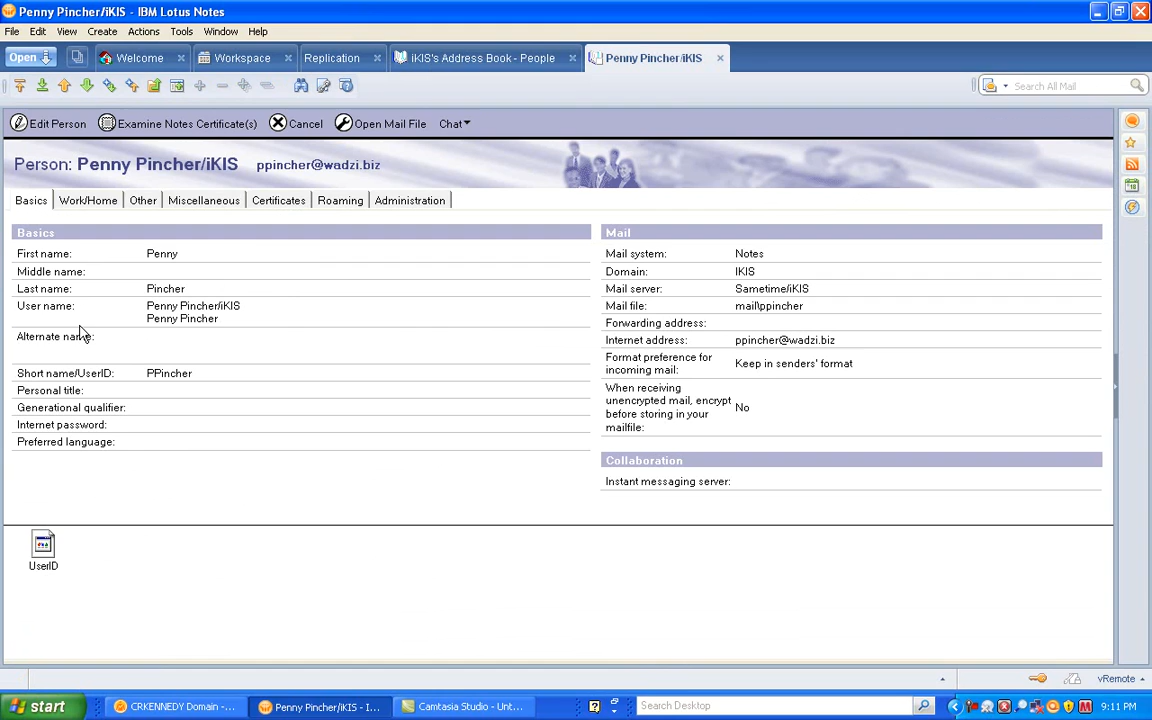 Penny Pincher/iKIS - IBM Lotus Notes
File Edit View Create Actions Tools Window Help
Open Welcome Workspace Replication iKIS's Address Book - People Penny Pincher/iKIS
Search All Mail
Edit Person Examine Notes Certificate(s) Cancel Open Mail File Chat
Person: Penny Pincher/iKIS ppincher@wadzi.biz
Basics Work/Home Other Miscellaneous Certificates Roaming Administration
Basics
First name: Penny
Middle name:
Last name: Pincher
User name: Penny Pincher/iKIS
Penny Pincher
Alternate name:
Short name/UserID: PPincher
Personal title:
Generational qualifier:
Internet password:
Preferred language:
Mail
Mail system: Notes
Domain: IKIS
Mail server: Sametime/iKIS
Mail file: mail\ppincher
Forwarding address:
Internet address: ppincher@wadzi.biz
Format preference for
incoming mail: Keep in senders' format
When receiving
unencrypted mail, encrypt
before storing in your
mailfile: No
Collaboration
Instant messaging server:
UserID
vRemote
start CRKENNEDY Domain -... Penny Pincher/iKIS - I... Camtasia Studio - Unt... Search Desktop 9:11 PM